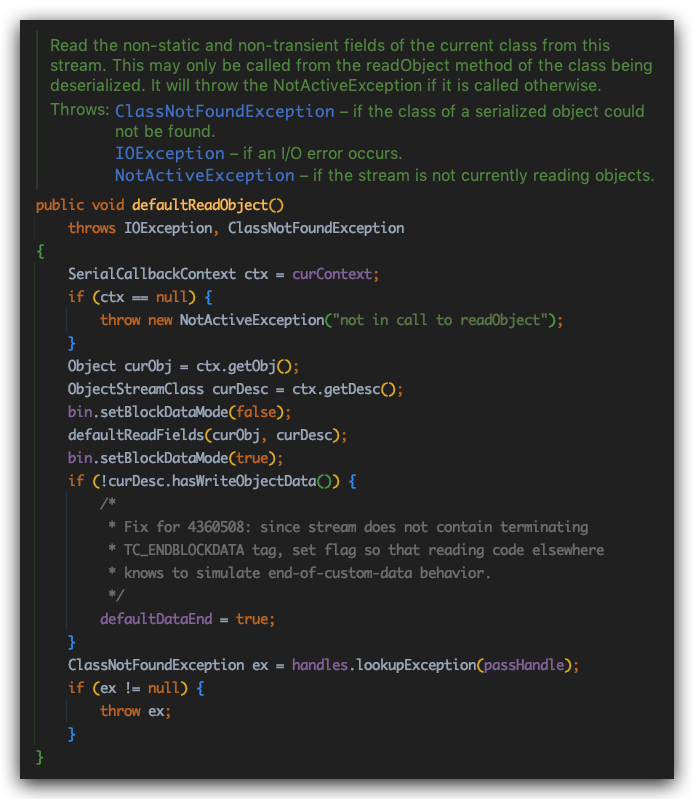 Read the non-static and non-transient fields of the current class from this
stream. This may only be called from the readObject method of the class being
deserialized. It will throw the NotActiveException if it is called otherwise.
Throws: ClassNotFoundException – if the class of a serialized object could
not be found.
IOException – if an I/O error occurs.
NotActiveException – if the stream is not currently reading objects.
public void defaultReadObject()
    throws IOException, ClassNotFoundException
{
    SerialCallbackContext ctx = curContext;
    if (ctx == null) {
        throw new NotActiveException("not in call to readObject");
    }
    Object curObj = ctx.getObj();
    ObjectStreamClass curDesc = ctx.getDesc();
    bin.setBlockDataMode(false);
    defaultReadFields(curObj, curDesc);
    bin.setBlockDataMode(true);
    if (!curDesc.hasWriteObjectData()) {
        /*
         * Fix for 4360508: since stream does not contain terminating
         * TC_ENDBLOCKDATA tag, set flag so that reading code elsewhere
         * knows to simulate end-of-custom-data behavior.
         */
        defaultDataEnd = true;
    }
    ClassNotFoundException ex = handles.lookupException(passHandle);
    if (ex != null) {
        throw ex;
    }
}